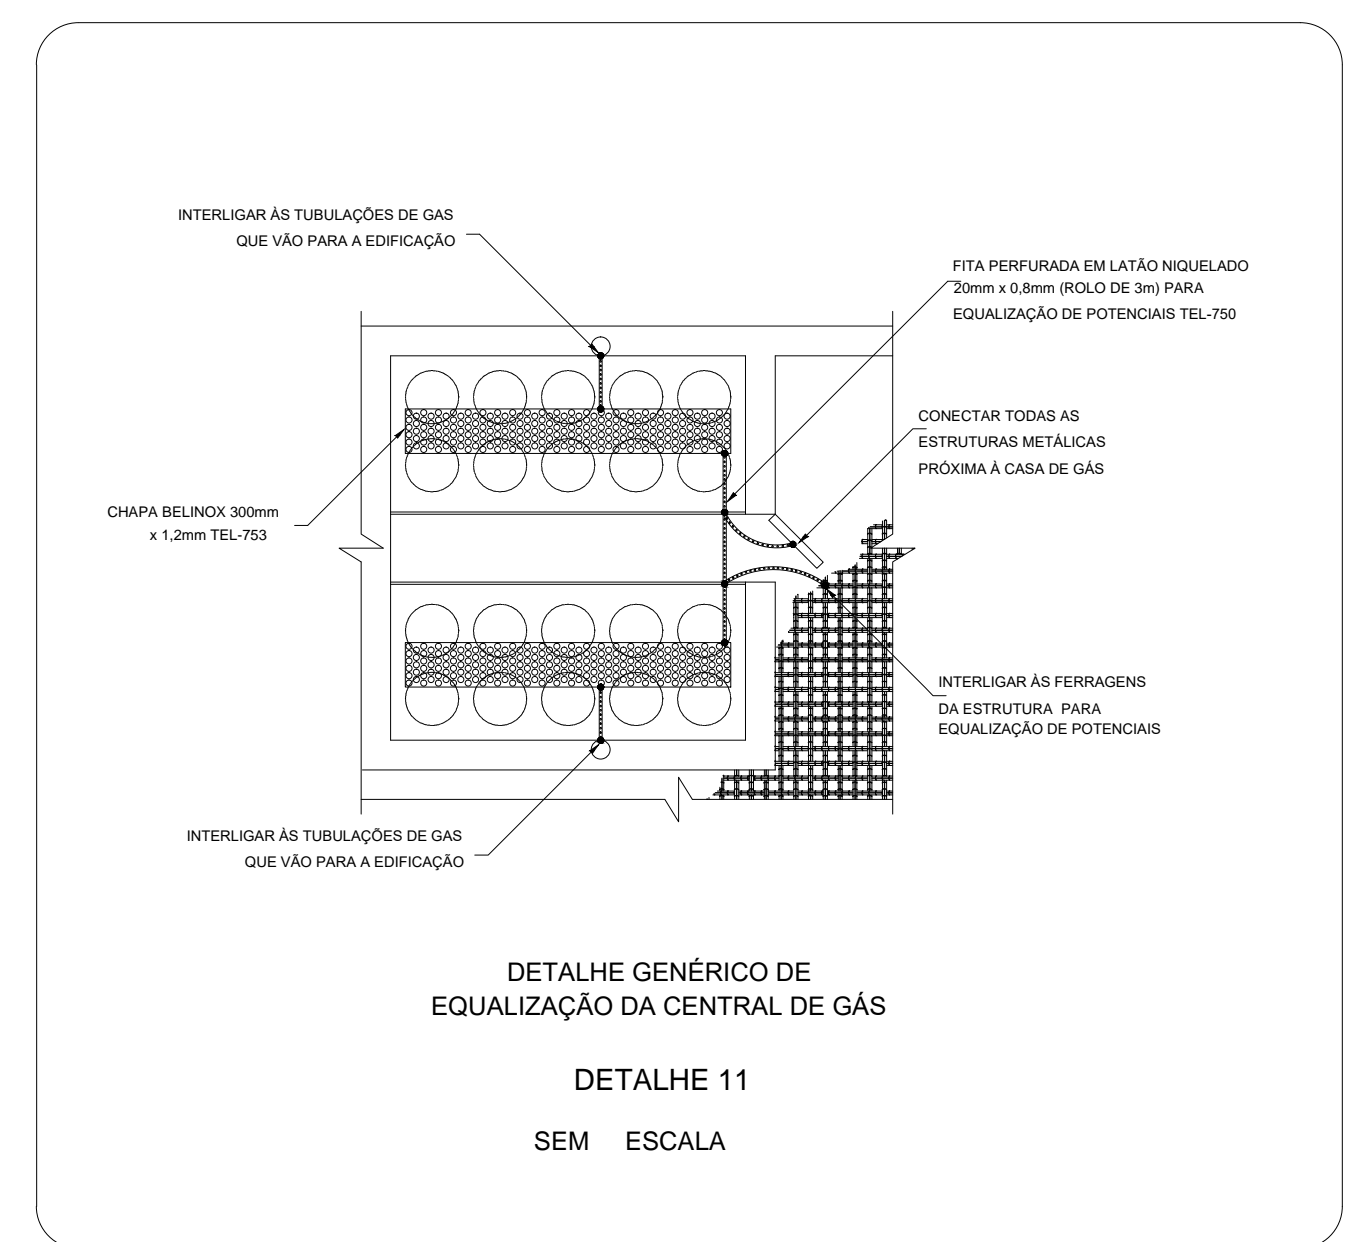 INTERLIGAR ÀS TUBULAÇÕES DE GAS
QUE VÃO PARA A EDIFICAÇÃO
FITA PERFURADA EM LATÃO NIQUELADO
20mm x 0,8mm (ROLO DE 3m) PARA
EQUALIZAÇÃO DE POTENCIAIS TEL-750
CONECTAR TODAS AS
ESTRUTURAS METÁLICAS
PRÓXIMA À CASA DE GÁS
CHAPA BELINOX 300mm
x 1,2mm TEL-753
INTERLIGAR ÀS FERRAGENS
DA ESTRUTURA PARA
EQUALIZAÇÃO DE POTENCIAIS
INTERLIGAR ÀS TUBULAÇÕES DE GAS
QUE VÃO PARA A EDIFICAÇÃO
DETALHE GENÉRICO DE
EQUALIZAÇÃO DA CENTRAL DE GÁS
DETALHE 11
SEM ESCALA